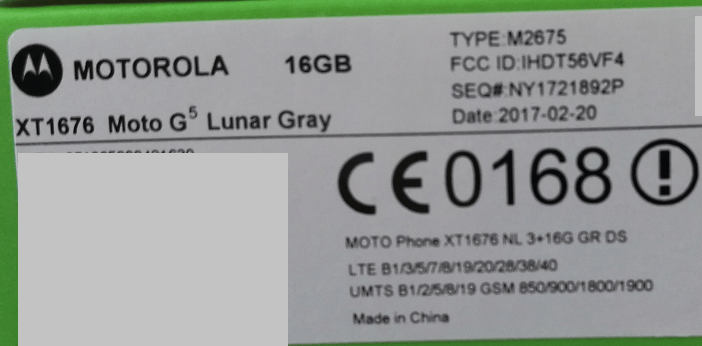 MOTOROLA 16GB
XT1676 Moto G⁵ Lunar Gray
TYPE:M2675
FCC ID:IHDT56VF4
SEQ#:NY1721892P
Date:2017-02-20
CE0168
MOTO Phone XT1676 NL 3+16G GR DS
LTE B1/3/5/7/8/19/20/28/38/40
UMTS B1/2/5/8/19 GSM 850/900/1800/1900
Made in China